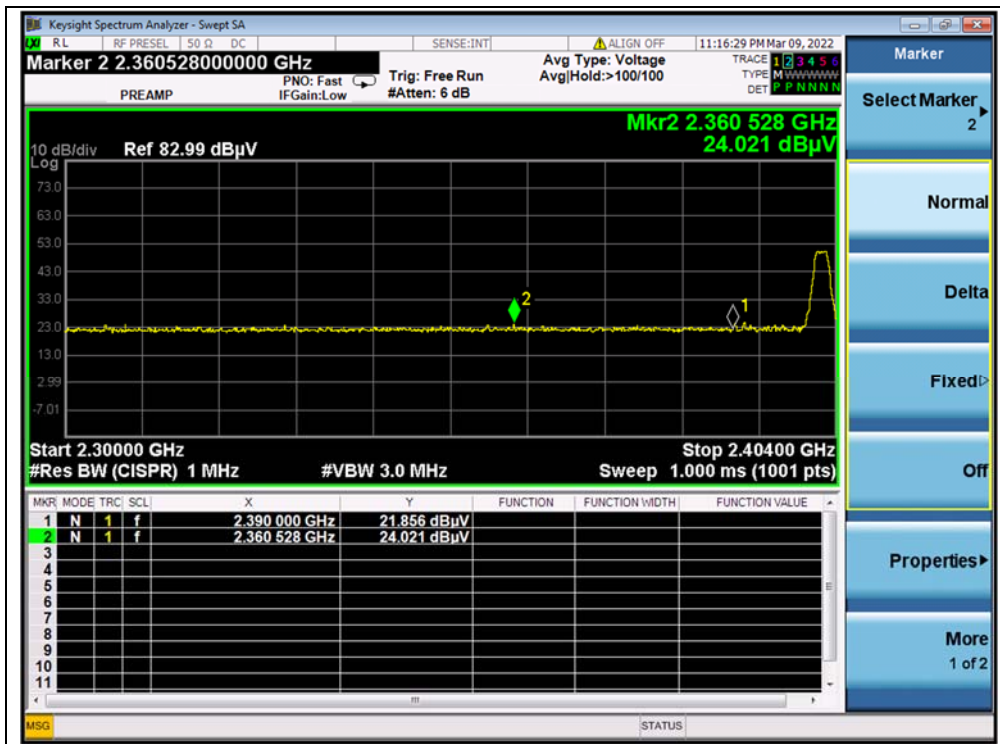 Keysight Spectrum Analyzer - Swept SA
LXI RL RF PRESEL 50 Ω DC SENSE:INT ALIGN OFF 11:16:29 PM Mar 09, 2022
Marker 2 2.360528000000 GHz
PREAMP
PNO: Fast
IFGain:Low
Trig: Free Run
#Atten: 6 dB
Avg Type: Voltage
Avg|Hold:>100/100
TRACE 1 2 3 4 5 6
TYPE M W W W W W
DET P P N N N N
Mkr2 2.360 528 GHz
24.021 dBµV
10 dB/div Ref 82.99 dBµV
Log
73.0
63.0
53.0
43.0
33.0
23.0
13.0
2.99
-7.01
2
1
Start 2.30000 GHz Stop 2.40400 GHz
#Res BW (CISPR) 1 MHz #VBW 3.0 MHz Sweep 1.000 ms (1001 pts)
MKR MODE TRC SCL X Y FUNCTION FUNCTION WIDTH FUNCTION VALUE
1 N 1 f 2.390 000 GHz 21.856 dBµV
2 N 1 f 2.360 528 GHz 24.021 dBµV
3
4
5
6
7
8
9
10
11
MSG STATUS
Marker
Select Marker
2
Normal
Delta
Fixed
Off
Properties
More
1 of 2